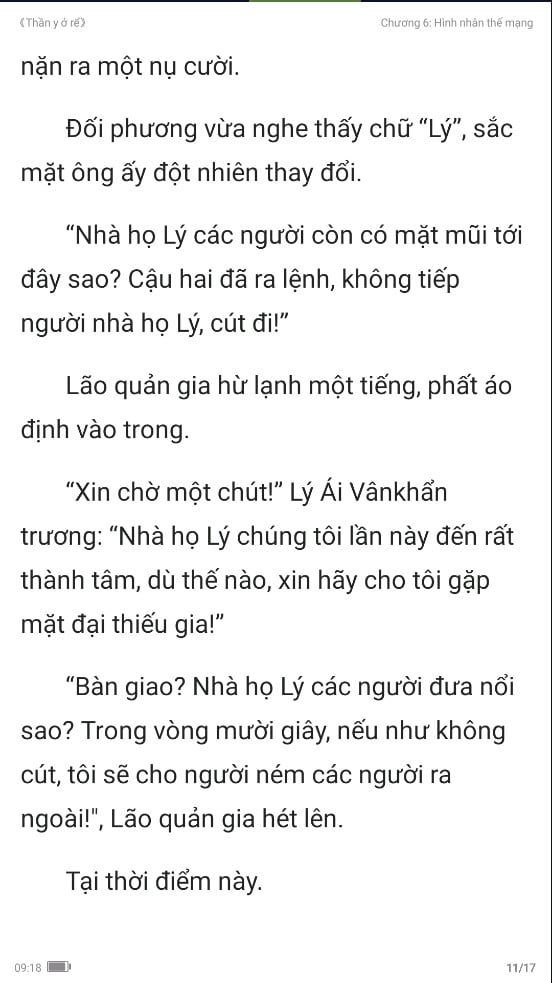 《Thần y ở rể》 Chương 6: Hình nhân thế mạng
nặn ra một nụ cười.
Đối phương vừa nghe thấy chữ “Lý”, sắc
mặt ông ấy đột nhiên thay đổi.
“Nhà họ Lý các người còn có mặt mũi tới
đây sao? Cậu hai đã ra lệnh, không tiếp
người nhà họ Lý, cút đi!”
Lão quản gia hừ lạnh một tiếng, phất áo
định vào trong.
“Xin chờ một chút!” Lý Ái Vânkhẩn
trương: “Nhà họ Lý chúng tôi lần này đến rất
thành tâm, dù thế nào, xin hãy cho tôi gặp
mặt đại thiếu gia!”
“Bàn giao? Nhà họ Lý các người đưa nổi
sao? Trong vòng mười giây, nếu như không
cút, tôi sẽ cho người ném các người ra
ngoài!", Lão quản gia hét lên.
Tại thời điểm này.
09:18 11/17